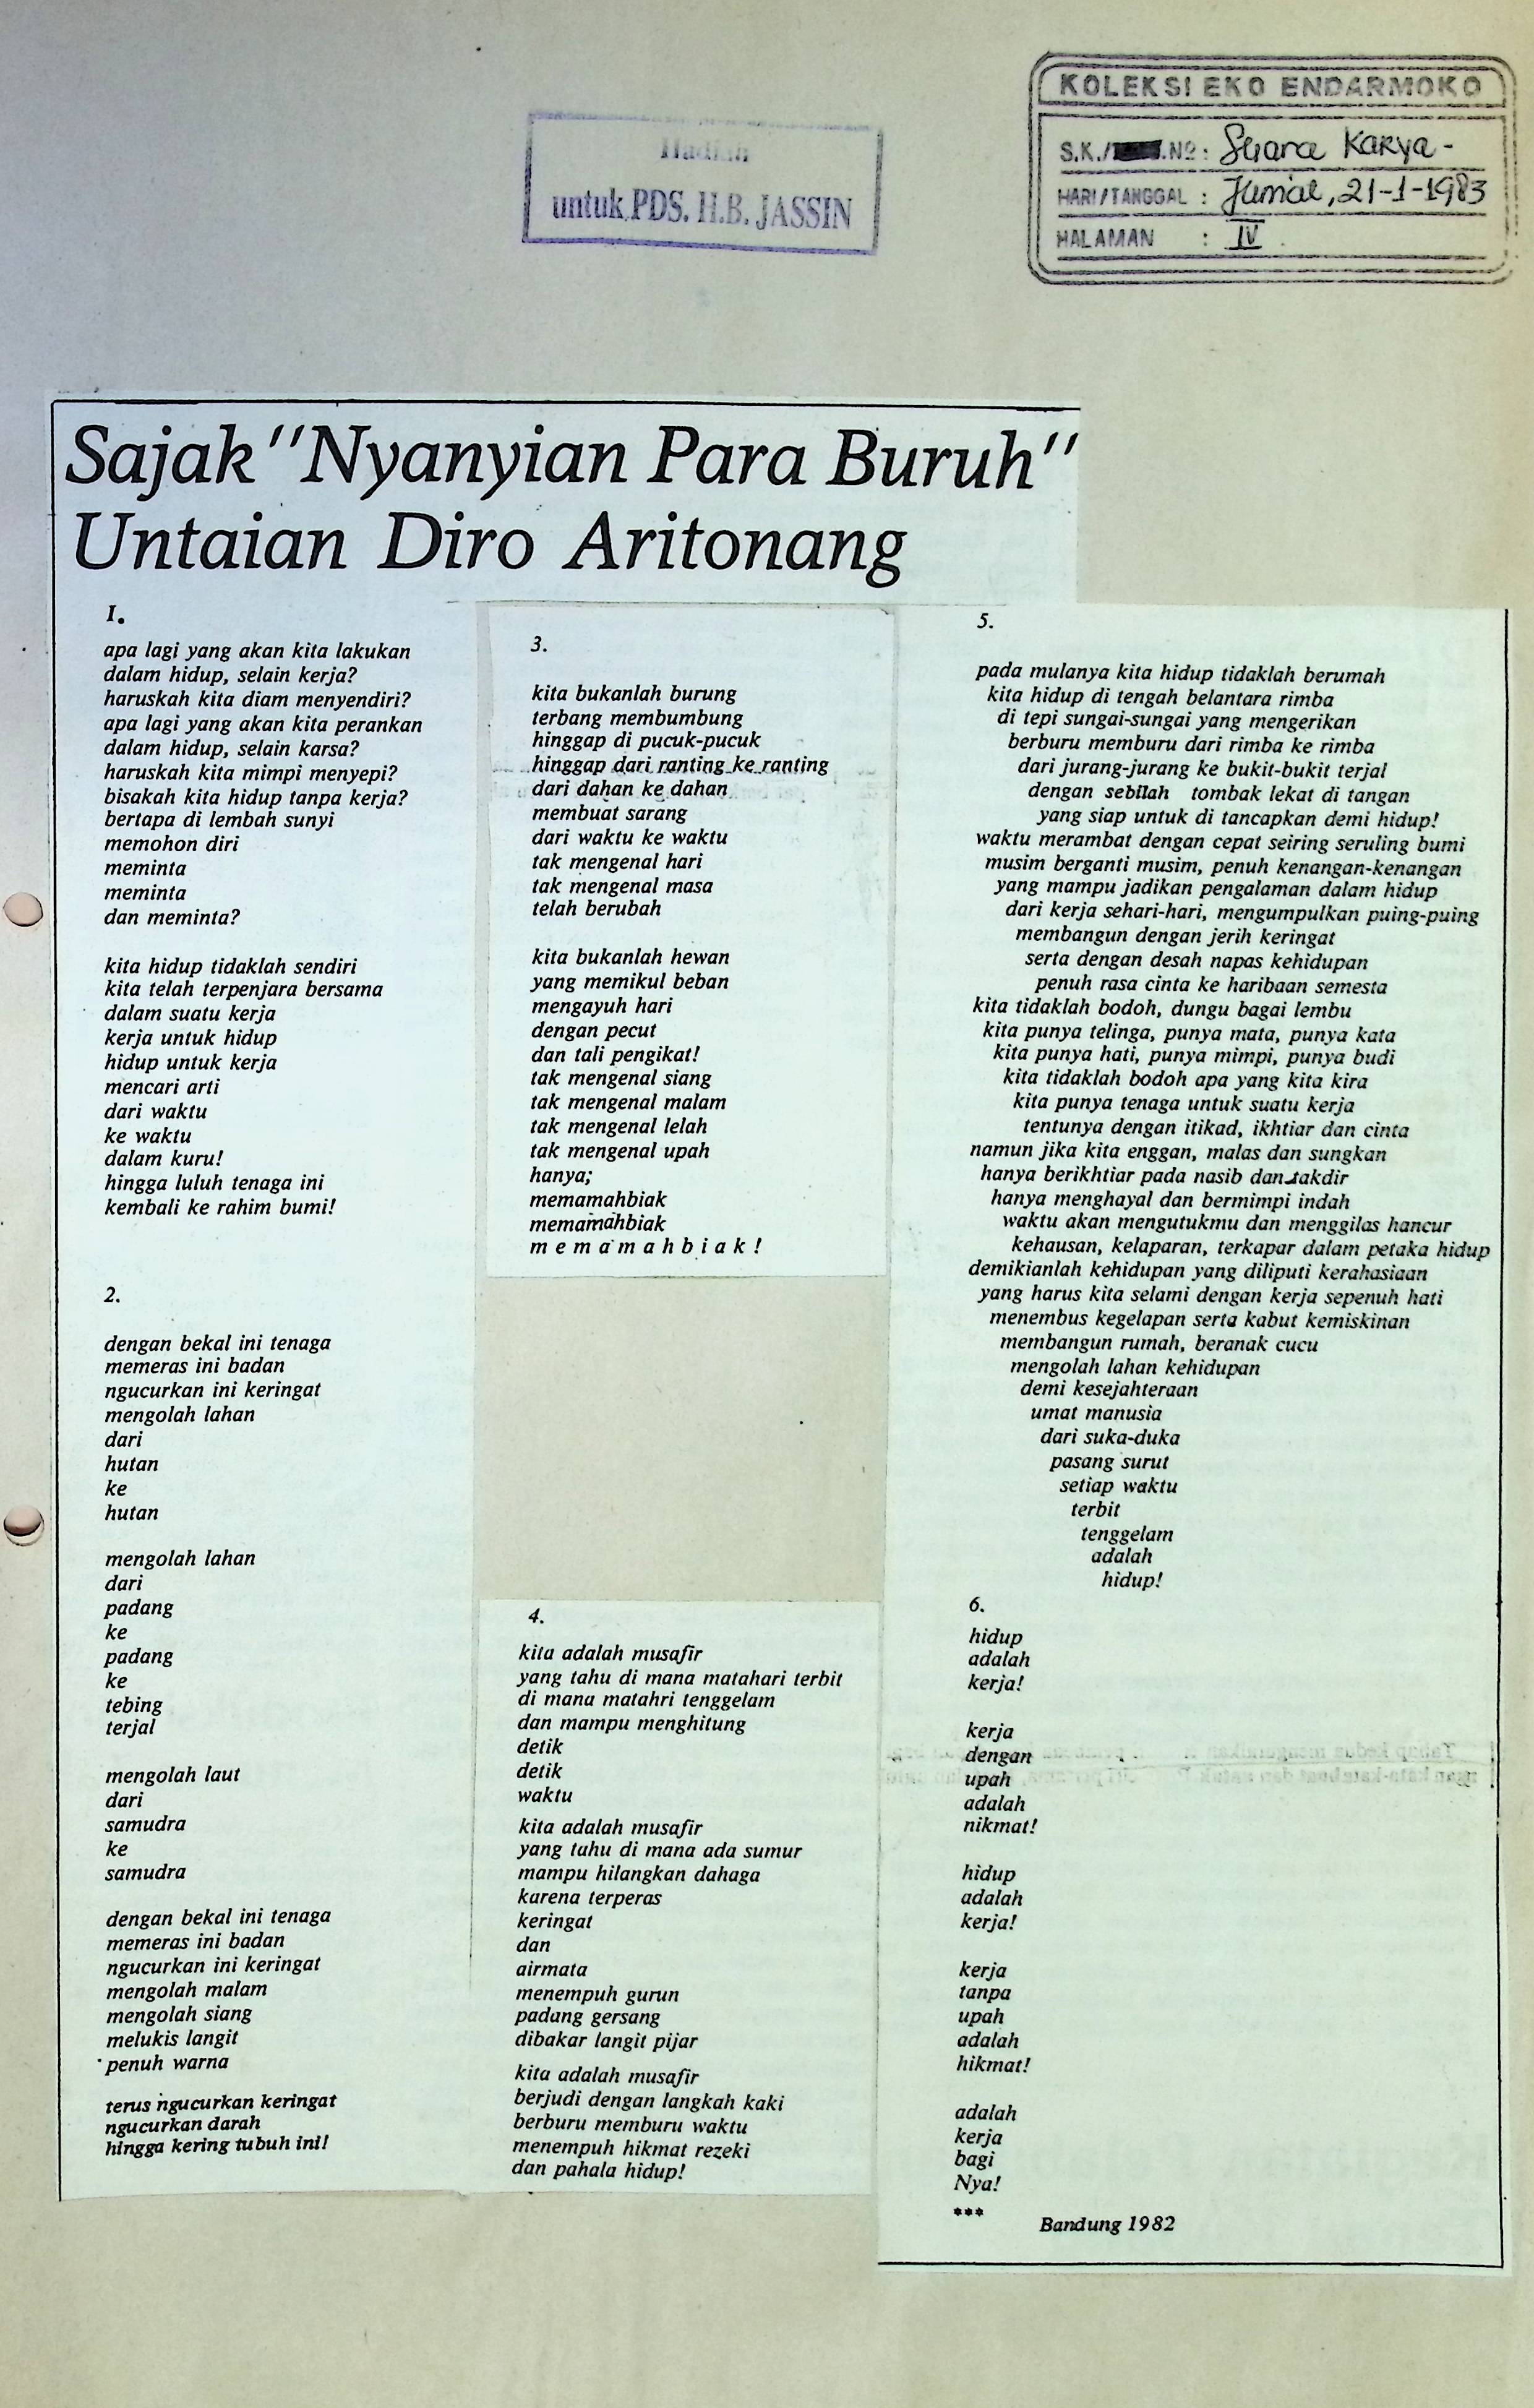 KOLEKSI EKO ENDARMOKO
S.K./ .No: Suara Karya -
HARI/TANGGAL : Jum'at, 21-1-1983
HALAMAN : IV
Hadiah
untuk PDS. H.B. JASSIN
Sajak "Nyanyian Para Buruh"
Untaian Diro Aritonang
1.
apa lagi yang akan kita lakukan
dalam hidup, selain kerja?
haruskah kita diam menyendiri?
apa lagi yang akan kita perankan
dalam hidup, selain karsa?
haruskah kita mimpi menyepi?
bisakah kita hidup tanpa kerja?
bertapa di lembah sunyi
memohon diri
meminta
meminta
dan meminta?
kita hidup tidaklah sendiri
kita telah terpenjara bersama
dalam suatu kerja
kerja untuk hidup
hidup untuk kerja
mencari arti
dari waktu
ke waktu
dalam kuru!
hingga luluh tenaga ini
kembali ke rahim bumi!
2.
dengan bekal ini tenaga
memeras ini badan
ngucurkan ini keringat
mengolah lahan
dari
hutan
ke
hutan
mengolah lahan
dari
padang
ke
padang
ke
tebing
terjal
mengolah laut
dari
samudra
ke
samudra
dengan bekal ini tenaga
memeras ini badan
ngucurkan ini keringat
mengolah malam
mengolah siang
melukis langit
penuh warna
terus ngucurkan keringat
ngucurkan darah
hingga kering tubuh ini!
3.
kita bukanlah burung
terbang membumbung
hinggap di pucuk-pucuk
hinggap dari ranting ke ranting
dari dahan ke dahan
membuat sarang
dari waktu ke waktu
tak mengenal hari
tak mengenal masa
telah berubah
kita bukanlah hewan
yang memikul beban
mengayuh hari
dengan pecut
dan tali pengikat!
tak mengenal siang
tak mengenal malam
tak mengenal lelah
tak mengenal upah
hanya;
memamahbiak
memamahbiak
m e m a m a h b i a k !
4.
kita adalah musafir
yang tahu di mana matahari terbit
di mana matahri tenggelam
dan mampu menghitung
detik
detik
waktu
kita adalah musafir
yang tahu di mana ada sumur
mampu hilangkan dahaga
karena terperas
keringat
dan
airmata
menempuh gurun
padang gersang
dibakar langit pijar
kita adalah musafir
berjudi dengan langkah kaki
berburu memburu waktu
menempuh hikmat rezeki
dan pahala hidup!
5.
pada mulanya kita hidup tidaklah berumah
kita hidup di tengah belantara rimba
di tepi sungai-sungai yang mengerikan
berburu memburu dari rimba ke rimba
dari jurang-jurang ke bukit-bukit terjal
dengan sebilah tombak lekat di tangan
yang siap untuk di tancapkan demi hidup!
waktu merambat dengan cepat seiring seruling bumi
musim berganti musim, penuh kenangan-kenangan
yang mampu jadikan pengalaman dalam hidup
dari kerja sehari-hari, mengumpulkan puing-puing
membangun dengan jerih keringat
serta dengan desah napas kehidupan
penuh rasa cinta ke haribaan semesta
kita tidaklah bodoh, dungu bagai lembu
kita punya telinga, punya mata, punya kata
kita punya hati, punya mimpi, punya budi
kita tidaklah bodoh apa yang kita kira
kita punya tenaga untuk suatu kerja
tentunya dengan itikad, ikhtiar dan cinta
namun jika kita enggan, malas dan sungkan
hanya berikhtiar pada nasib dan takdir
hanya menghayal dan bermimpi indah
waktu akan mengutukmu dan menggilas hancur
kehausan, kelaparan, terkapar dalam petaka hidup
demikianlah kehidupan yang diliputi kerahasiaan
yang harus kita selami dengan kerja sepenuh hati
menembus kegelapan serta kabut kemiskinan
membangun rumah, beranak cucu
mengolah lahan kehidupan
demi kesejahteraan
umat manusia
dari suka-duka
pasang surut
setiap waktu
terbit
tenggelam
adalah
hidup!
6.
hidup
adalah
kerja!
kerja
dengan
upah
adalah
nikmat!
hidup
adalah
kerja!
kerja
tanpa
upah
adalah
hikmat!
adalah
kerja
bagi
Nya!
***
Bandung 1982